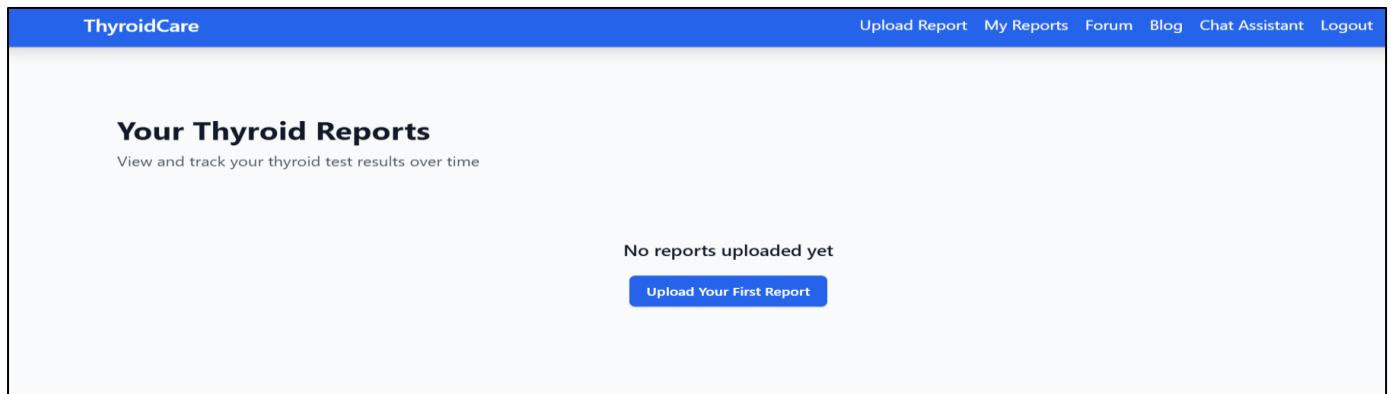 ThyroidCare Upload Report My Reports Forum Blog Chat Assistant Logout
Your Thyroid Reports
View and track your thyroid test results over time
No reports uploaded yet
Upload Your First Report